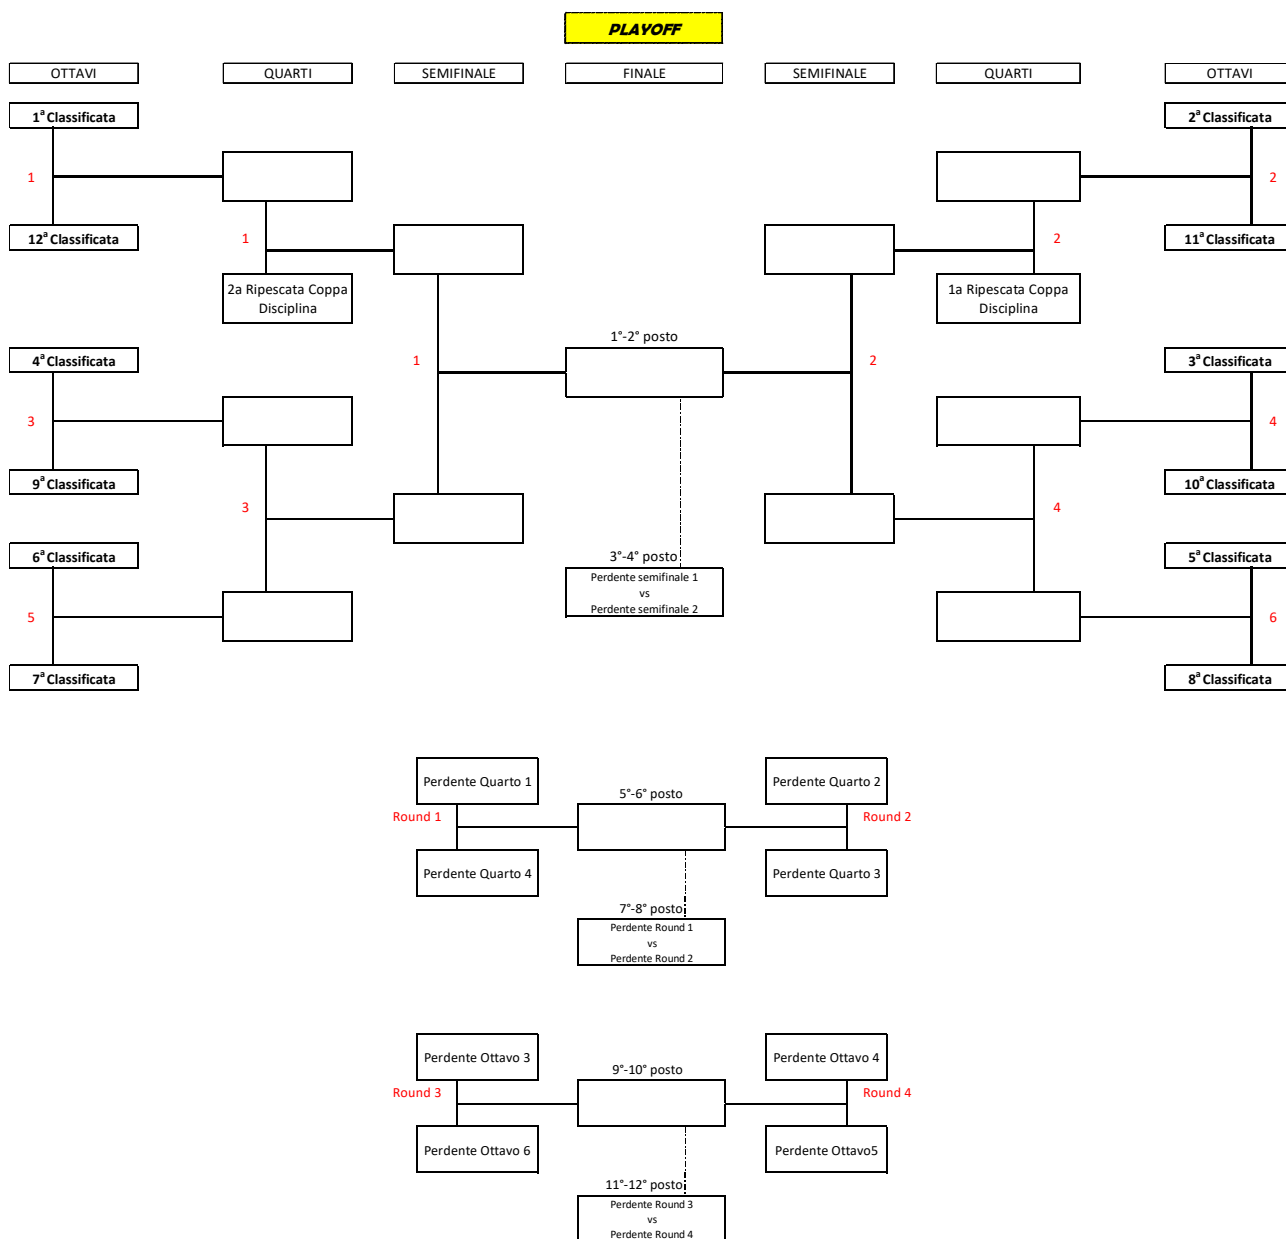 PLAYOFF
OTTAVI
QUARTI
SEMIFINALE
FINALE
SEMIFINALE
QUARTI
OTTAVI
1ª Classificata
2ª Classificata
1
2
12ª Classificata
1
2
11ª Classificata
2a Ripescata Coppa
Disciplina
1a Ripescata Coppa
Disciplina
1°-2° posto
4ª Classificata
1
2
3ª Classificata
3
4
9ª Classificata
10ª Classificata
3
4
6ª Classificata
3°-4° posto
5ª Classificata
Perdente semifinale 1
vs
Perdente semifinale 2
5
6
7ª Classificata
8ª Classificata
Perdente Quarto 1
5°-6° posto
Perdente Quarto 2
Round 1
Round 2
Perdente Quarto 4
Perdente Quarto 3
7°-8° posto
Perdente Round 1
vs
Perdente Round 2
Perdente Ottavo 3
9°-10° posto
Perdente Ottavo 4
Round 3
Round 4
Perdente Ottavo 6
Perdente Ottavo5
11°-12° posto
Perdente Round 3
vs
Perdente Round 4